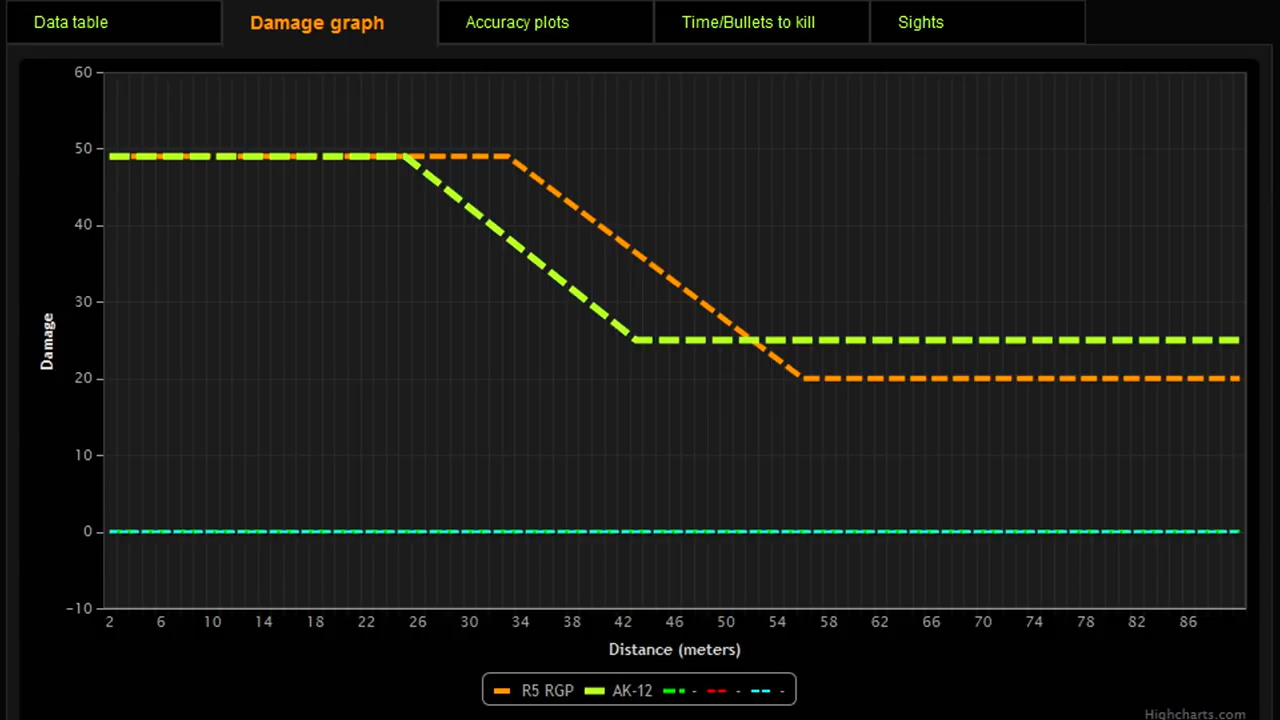 Data table
Damage graph
Accuracy plots
Time/Bullets to kill
Sights
60
50
40
30
20
10
0
-10
Damage
2 6 10 14 18 22 26 30 34 38 42 46 50 54 58 62 66 70 74 78 82 86
Distance (meters)
R5 RGP AK-12 - - -
Highcharts.com